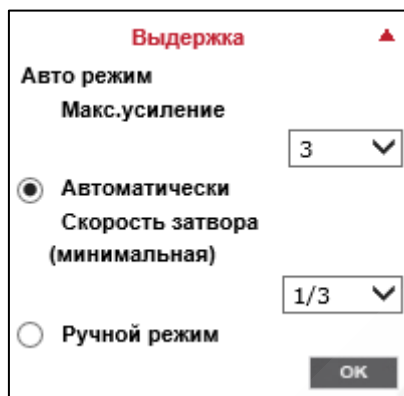 Выдержка
Авто режим
Макс.усиление
3
Автоматически
Скорость затвора
(минимальная)
1/3
Ручной режим
OK